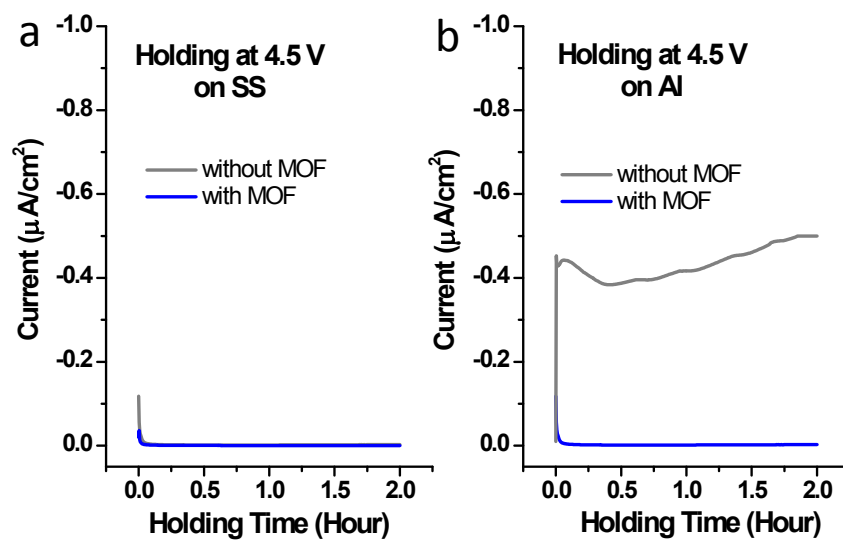 a
Holding at 4.5 V
on SS
without MOF
with MOF
Current (μA/cm²)
-1.0
-0.8
-0.6
-0.4
-0.2
0.0
0.0 0.5 1.0 1.5 2.0
Holding Time (Hour)
b
Holding at 4.5 V
on Al
without MOF
with MOF
Current (μA/cm²)
-1.0
-0.8
-0.6
-0.4
-0.2
0.0
0.0 0.5 1.0 1.5 2.0
Holding Time (Hour)